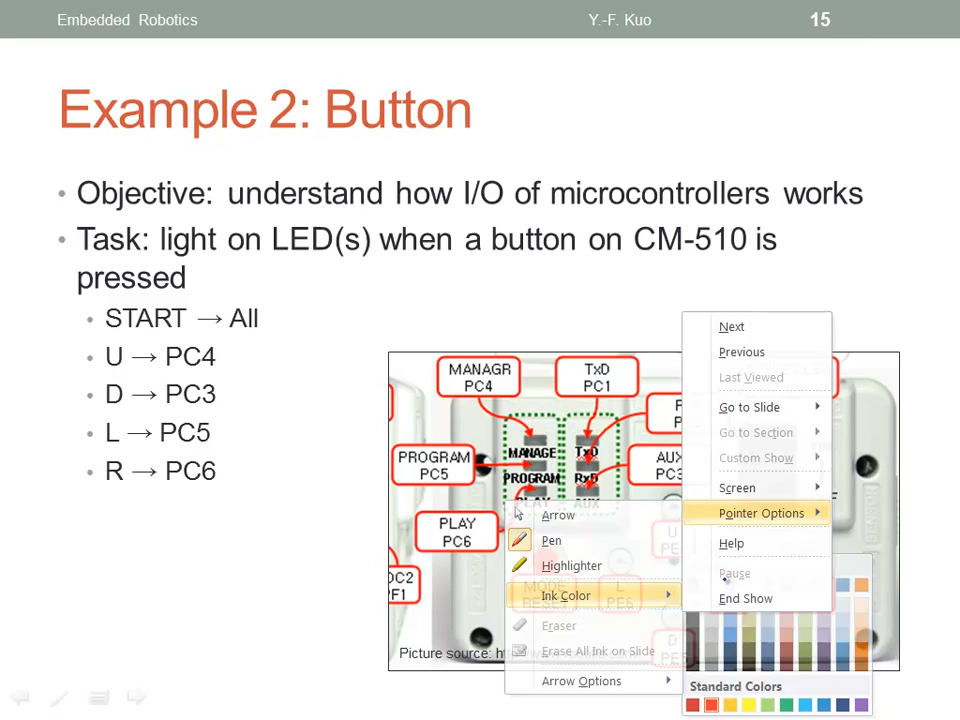 Embedded Robotics
Y.-F. Kuo
15
Example 2: Button
• Objective: understand how I/O of microcontrollers works
• Task: light on LED(s) when a button on CM-510 is
pressed
• START → All
• U → PC4
• D → PC3
• L → PC5
• R → PC6
MANAGR
PC4
TxD
PC1
PROGRAM
PC5
AUX
PC3
MANAGE
TxD
PROGRAM
RxD
PLAY
AUX
PLAY
PC6
MODE
RESET
L
PE6
U
D
Picture source:
Next
Previous
Last Viewed
Go to Slide
Go to Section
Custom Show
Screen
Pointer Options
Help
Pause
End Show
Arrow
Pen
Highlighter
Ink Color
Eraser
Erase All Ink on Slide
Arrow Options
Standard Colors